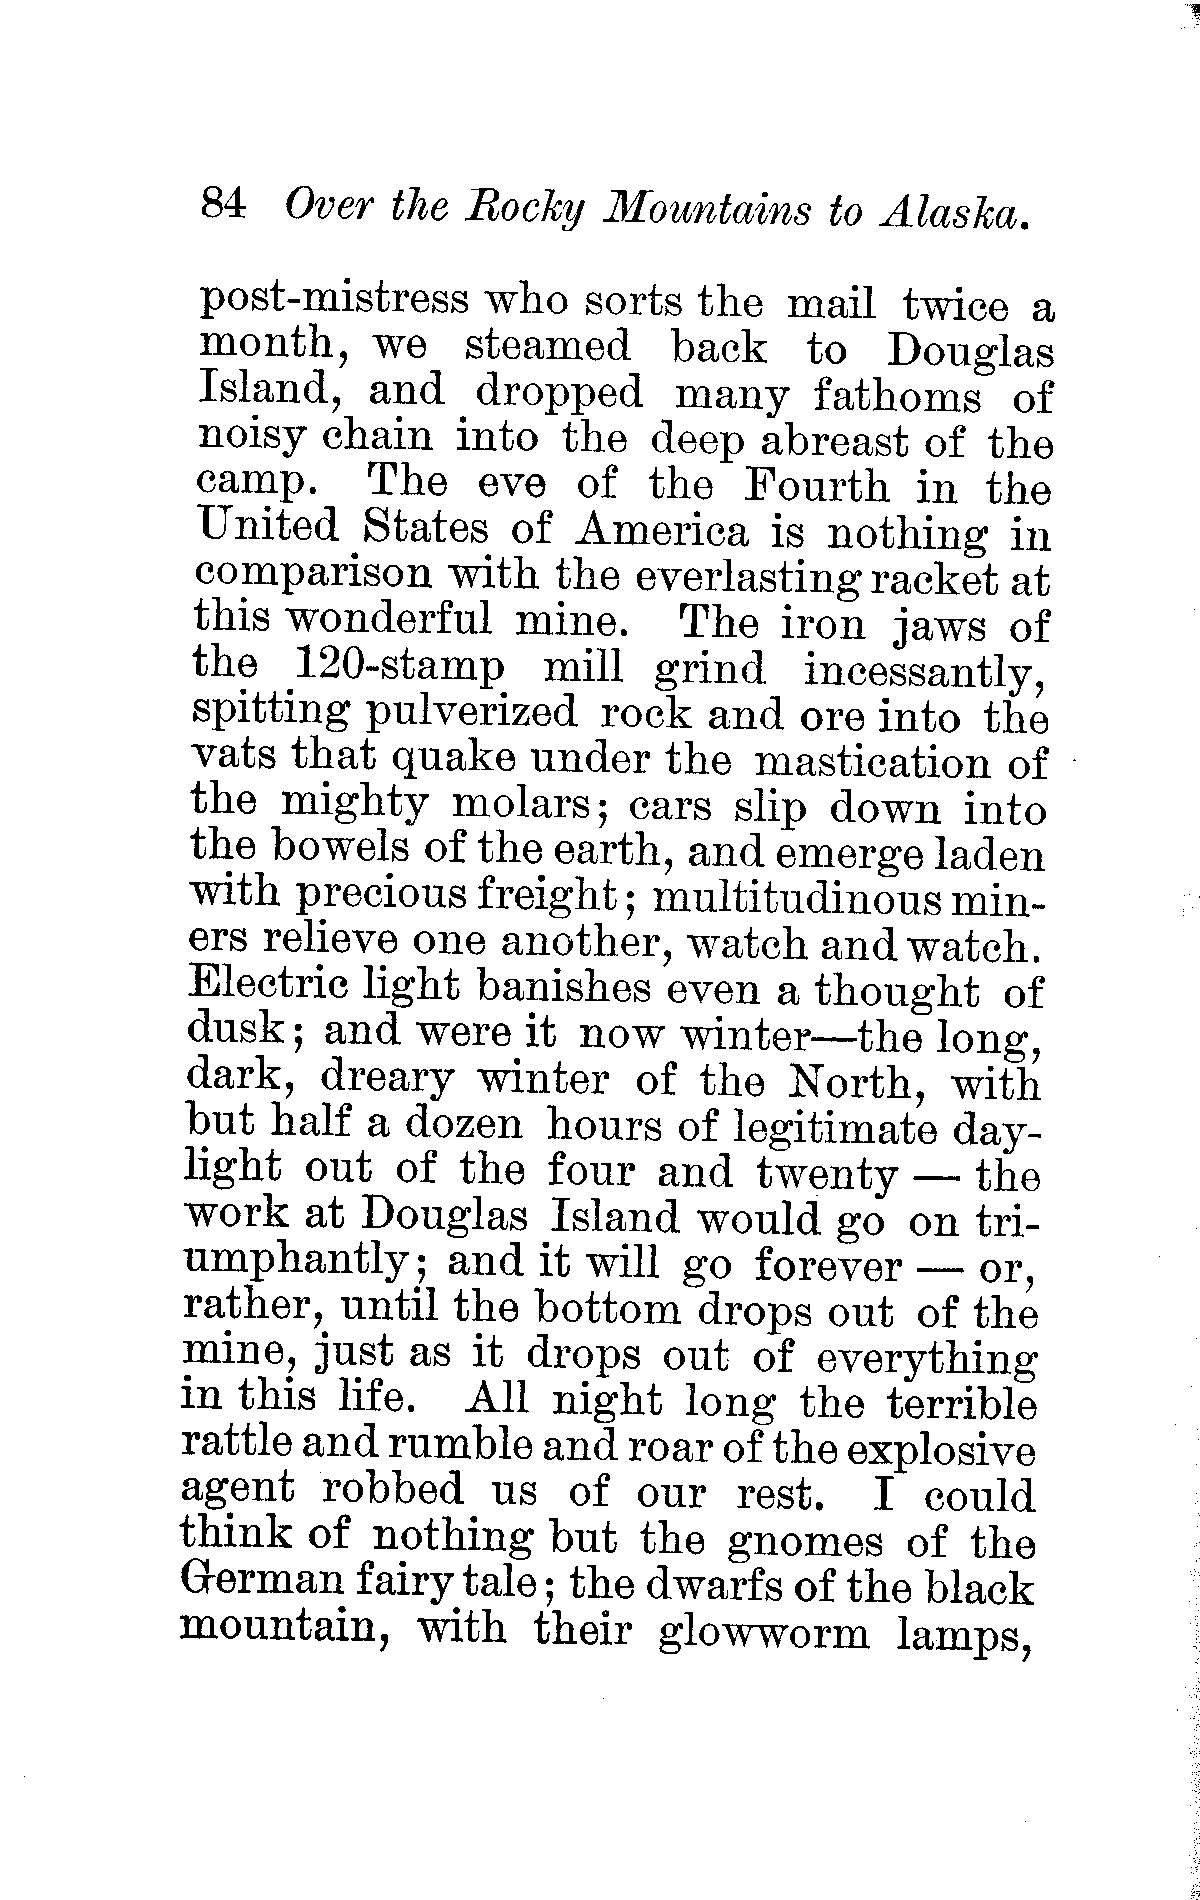 84 Over the Rocky Mountains to Alaska.
post-mistress who sorts the mail twice a
month, we steamed back to Douglas
Island, and dropped many fathoms of
noisy chain into the deep abreast of the
camp. The eve of the Fourth in the
United States of America is nothing in
comparison with the everlasting racket at
this wonderful mine. The iron jaws of
the 120-stamp mill grind incessantly,
spitting pulverized rock and ore into the
vats that quake under the mastication of
the mighty molars; cars slip down into
the bowels of the earth, and emerge laden
with precious freight; multitudinous min-
ers relieve one another, watch and watch.
Electric light banishes even a thought of
dusk; and were it now winter—the long,
dark, dreary winter of the North, with
but half a dozen hours of legitimate day-
light out of the four and twenty — the
work at Douglas Island would go on tri-
umphantly; and it will go forever — or,
rather, until the bottom drops out of the
mine, just as it drops out of everything
in this life. All night long the terrible
rattle and rumble and roar of the explosive
agent robbed us of our rest. I could
think of nothing but the gnomes of the
German fairy tale; the dwarfs of the black
mountain, with their glowworm lamps,